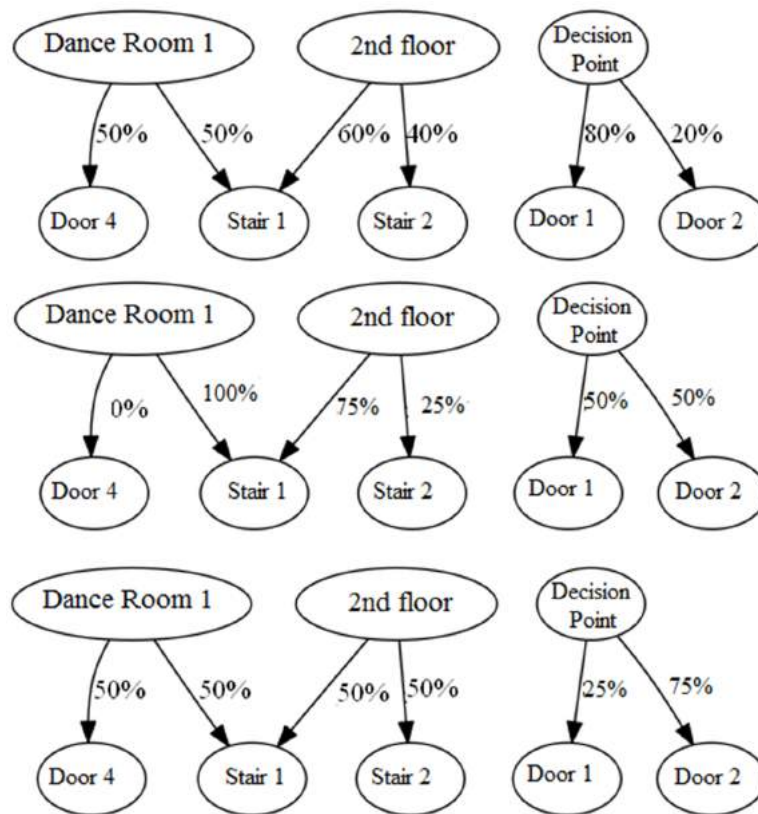 Dance Room 1
2nd floor
Decision
Point
50%
50%
60%
40%
80%
20%
Door 4
Stair 1
Stair 2
Door 1
Door 2
Dance Room 1
2nd floor
Decision
Point
0%
100%
75%
25%
50%
50%
Door 4
Stair 1
Stair 2
Door 1
Door 2
Dance Room 1
2nd floor
Decision
Point
50%
50%
50%
50%
25%
75%
Door 4
Stair 1
Stair 2
Door 1
Door 2